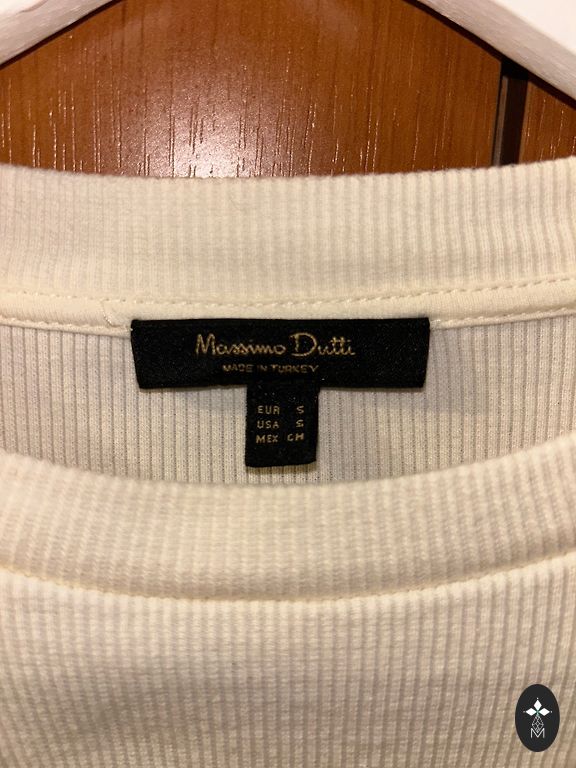 Massimo Dutti
MADE IN TURKEY
EUR S
USA S
MEX CH
M